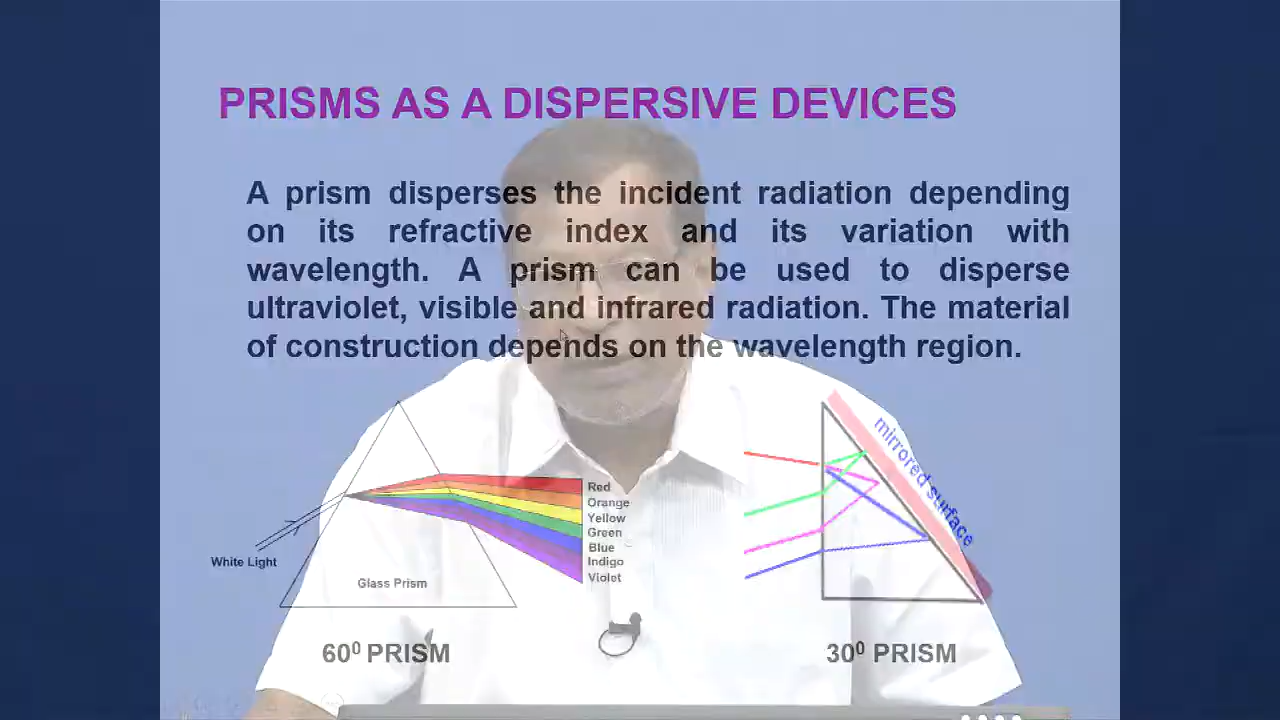 PRISMS AS A DISPERSIVE DEVICES
A prism disperses the incident radiation depending
on its refractive index and its variation with
wavelength. A prism can be used to disperse
ultraviolet, visible and infrared radiation. The material
of construction depends on the wavelength region.
mirrored surface
Red
Orange
Yellow
Green
Blue
Indigo
Violet
White Light
Glass Prism
60⁰ PRISM
30⁰ PRISM